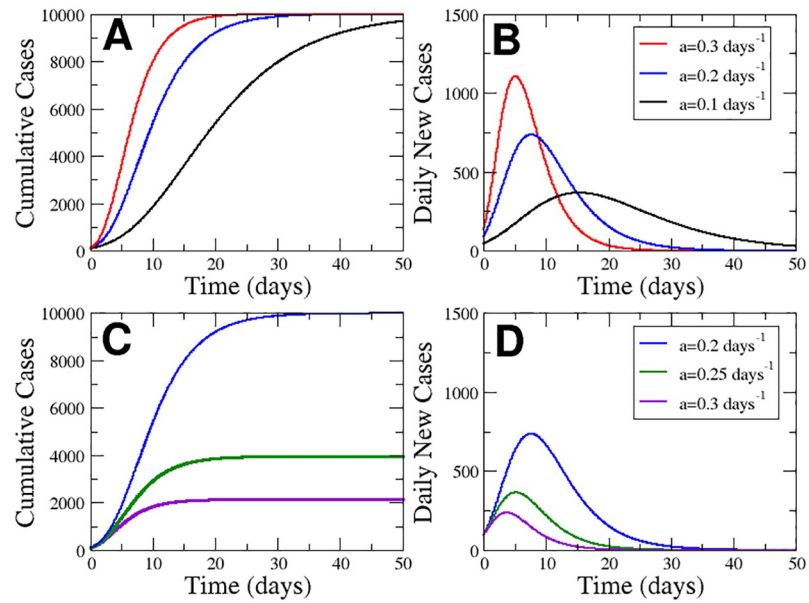 A
Cumulative Cases
10000
8000
6000
4000
2000
0
0 10 20 30 40 50
Time (days)
B
Daily New Cases
1500
1000
500
0
a=0.3 days⁻¹
a=0.2 days⁻¹
a=0.1 days⁻¹
0 10 20 30 40 50
Time (days)
C
Cumulative Cases
10000
8000
6000
4000
2000
0
0 10 20 30 40 50
Time (days)
D
Daily New Cases
1500
1000
500
0
a=0.2 days⁻¹
a=0.25 days⁻¹
a=0.3 days⁻¹
0 10 20 30 40 50
Time (days)